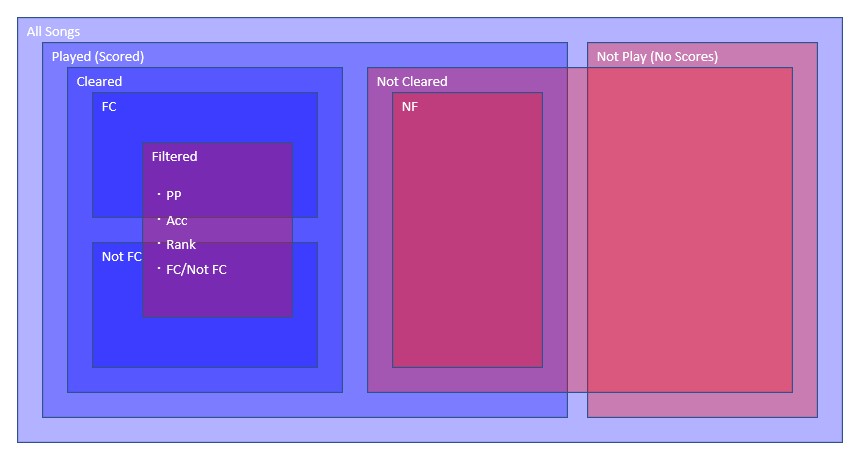 All Songs
Played (Scored)
Not Play (No Scores)
Cleared
Not Cleared
FC
NF
Filtered
・PP
・Acc
・Rank
・FC/Not FC
Not FC